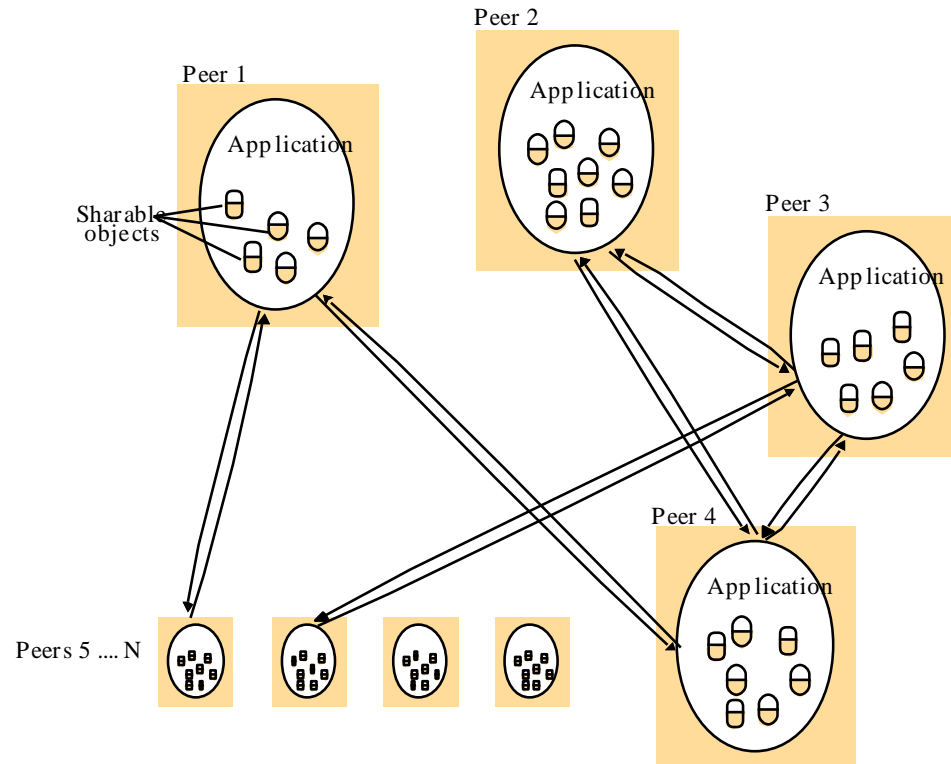 Peer 2
Peer 1
Application
Application
Peer 3
Sharable
objects
Application
Peer 4
Application
Peers 5 .... N